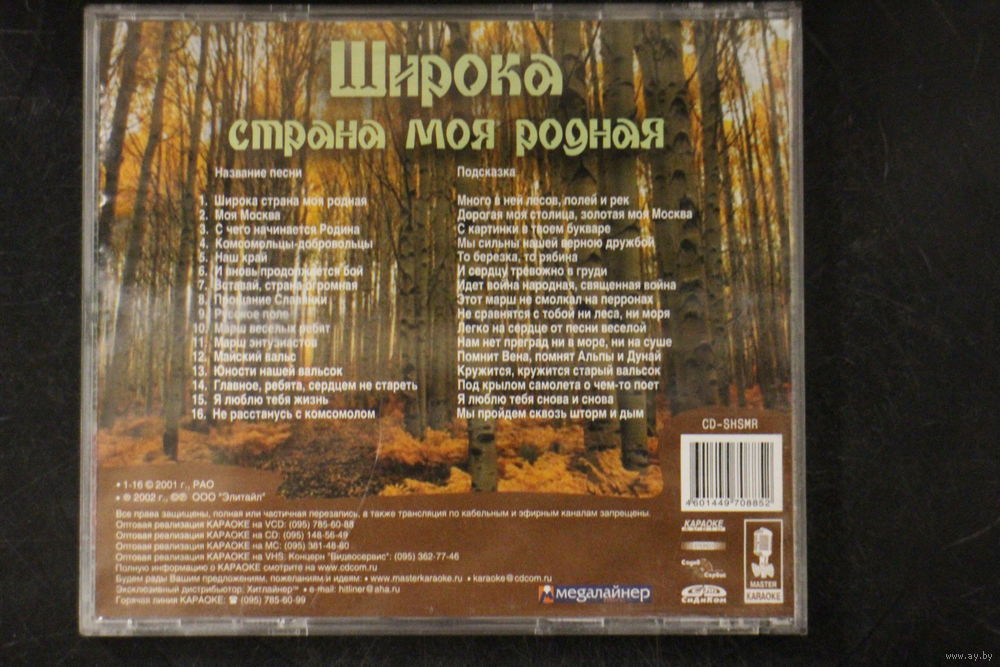 Широка
страна моя родная
Название песни Подсказка
1. Широка страна моя родная Много в ней лесов, полей и рек
2. Моя Москва Дорогая моя столица, золотая моя Москва
3. С чего начинается Родина С картинки в твоем букваре
4. Комсомольцы-добровольцы Мы сильны нашей верною дружбой
5. Наш край То березка, то рябина
6. И вновь продолжается бой И сердцу тревожно в груди
7. Вставай, страна огромная Идет война народная, священная война
8. Прощание Славянки Этот марш не смолкал на перронах
9. Русское поле Не сравнятся с тобой ни леса, ни моря
10. Марш веселых ребят Легко на сердце от песни веселой
11. Марш энтузиастов Нам нет преград ни в море, ни на суше
12. Майский вальс Помнит Вена, помнят Альпы и Дунай
13. Юности нашей вальсок Кружится, кружится старый вальсок
14. Главное, ребята, сердцем не стареть Под крылом самолета о чем-то поет
15. Я люблю тебя жизнь Я люблю тебя снова и снова
16. Не расстанусь с комсомолом Мы пройдем сквозь шторм и дым
CD-SHSMR
4601449708852
• 1-16 © 2001 г., РАО
• ® 2002 г., ©℗ ООО "Элитайл"
Все права защищены, полная или частичная перезапись, а также трансляция по кабельным и эфирным каналам запрещены.
Оптовая реализация КАРАОКЕ на VCD: (095) 785-60-88
Оптовая реализация КАРАОКЕ на CD: (095) 148-56-49
Оптовая реализация КАРАОКЕ на MC: (095) 361-48-60
Оптовая реализация КАРАОКЕ на VHS: Концерн "Видеосервис": (095) 362-77-46
Полную информацию о КАРАОКЕ смотрите на www.cdcom.ru
Будем рады Вашим предложениям, пожеланиям и идеям: • www.masterkaraoke.ru • karaoke@cdcom.ru
Эксклюзивный дистрибьютор: Хитлайнер™ • e-mail: hitliner@aha.ru
Горячая линия КАРАОКЕ: ☎ (095) 785-60-99
мегалайнер
КАРАОКЕ
Сидиком
MASTER
KARAOKE
www.ay.by